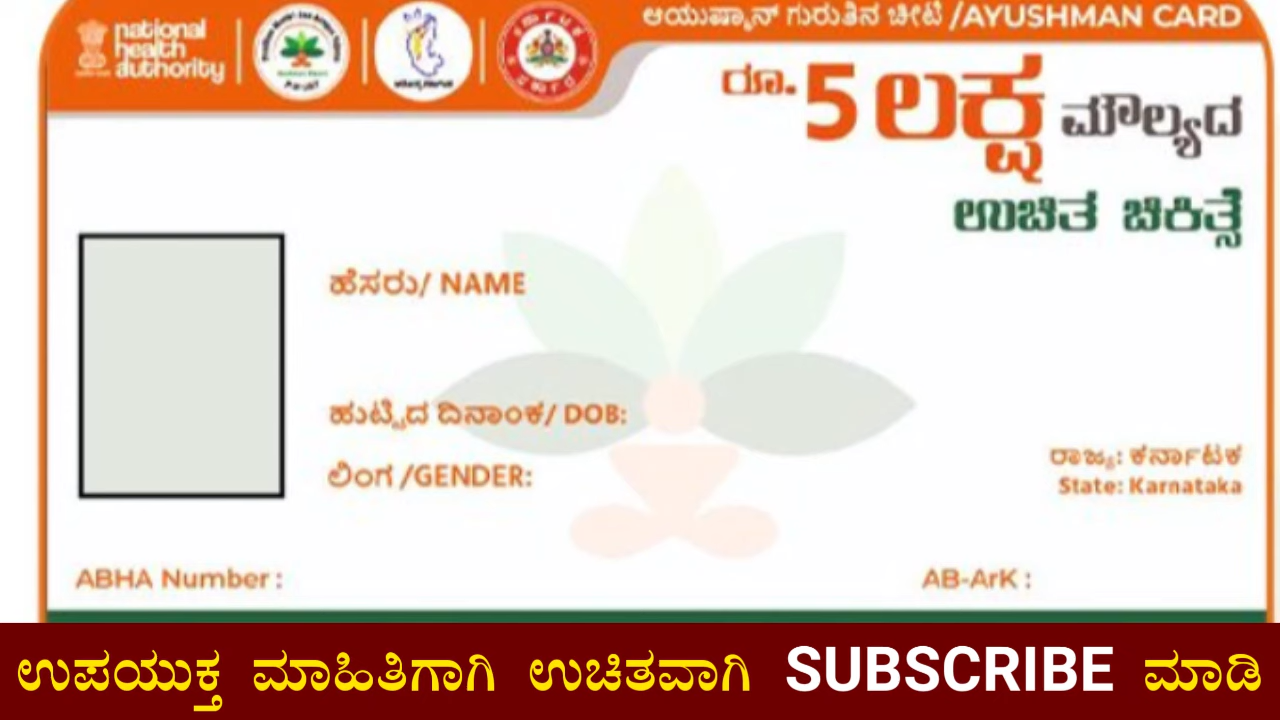 national
health
authority
ಆಯುಷ್ಮಾನ್ ಗುರುತಿನ ಚೀಟಿ /AYUSHMAN CARD
ರೂ. 5 ಲಕ್ಷ ಮೌಲ್ಯದ
ಉಚಿತ ಚಿಕಿತ್ಸೆ
ಹೆಸರು/ NAME
ಹುಟ್ಟಿದ ದಿನಾಂಕ/ DOB:
ಲಿಂಗ /GENDER:
ರಾಜ್ಯ: ಕರ್ನಾಟಕ
State: Karnataka
ABHA Number :
AB-ArK :
ಉಪಯುಕ್ತ ಮಾಹಿತಿಗಾಗಿ ಉಚಿತವಾಗಿ SUBSCRIBE ಮಾಡಿ